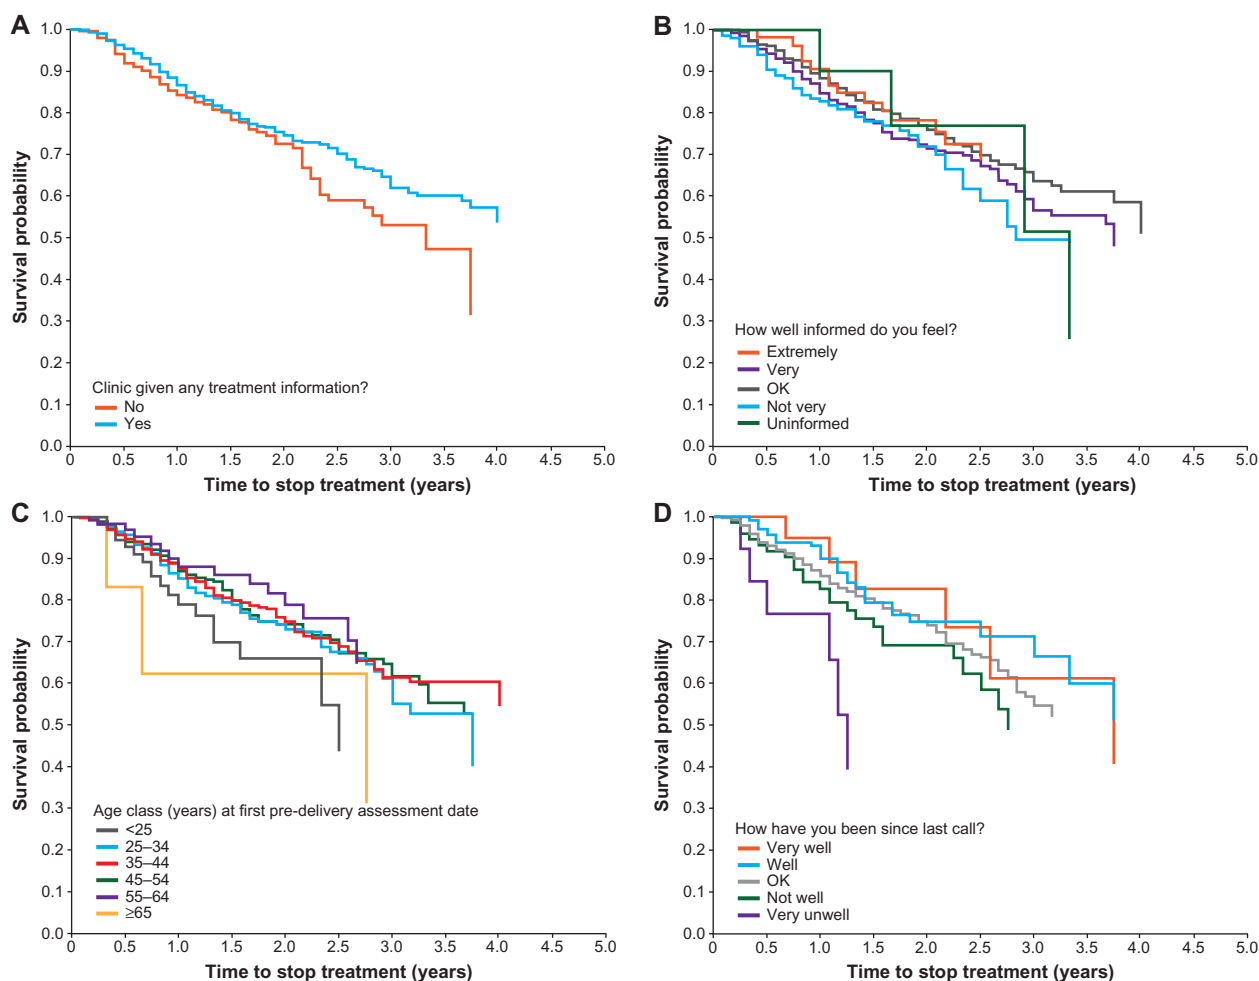 A
1.0
0.9
0.8
0.7
0.6
0.5
0.4
0.3
0.2
0.1
0.0
Survival probability
Clinic given any treatment information?
No
Yes
0 0.5 1.0 1.5 2.0 2.5 3.0 3.5 4.0 4.5 5.0
Time to stop treatment (years)
B
1.0
0.9
0.8
0.7
0.6
0.5
0.4
0.3
0.2
0.1
0.0
Survival probability
How well informed do you feel?
Extremely
Very
OK
Not very
Uninformed
0 0.5 1.0 1.5 2.0 2.5 3.0 3.5 4.0 4.5 5.0
Time to stop treatment (years)
C
1.0
0.9
0.8
0.7
0.6
0.5
0.4
0.3
0.2
0.1
0.0
Survival probability
Age class (years) at first pre-delivery assessment date
<25
25–34
35–44
45–54
55–64
≥65
0 0.5 1.0 1.5 2.0 2.5 3.0 3.5 4.0 4.5 5.0
Time to stop treatment (years)
D
1.0
0.9
0.8
0.7
0.6
0.5
0.4
0.3
0.2
0.1
0.0
Survival probability
How have you been since last call?
Very well
Well
OK
Not well
Very unwell
0 0.5 1.0 1.5 2.0 2.5 3.0 3.5 4.0 4.5 5.0
Time to stop treatment (years)